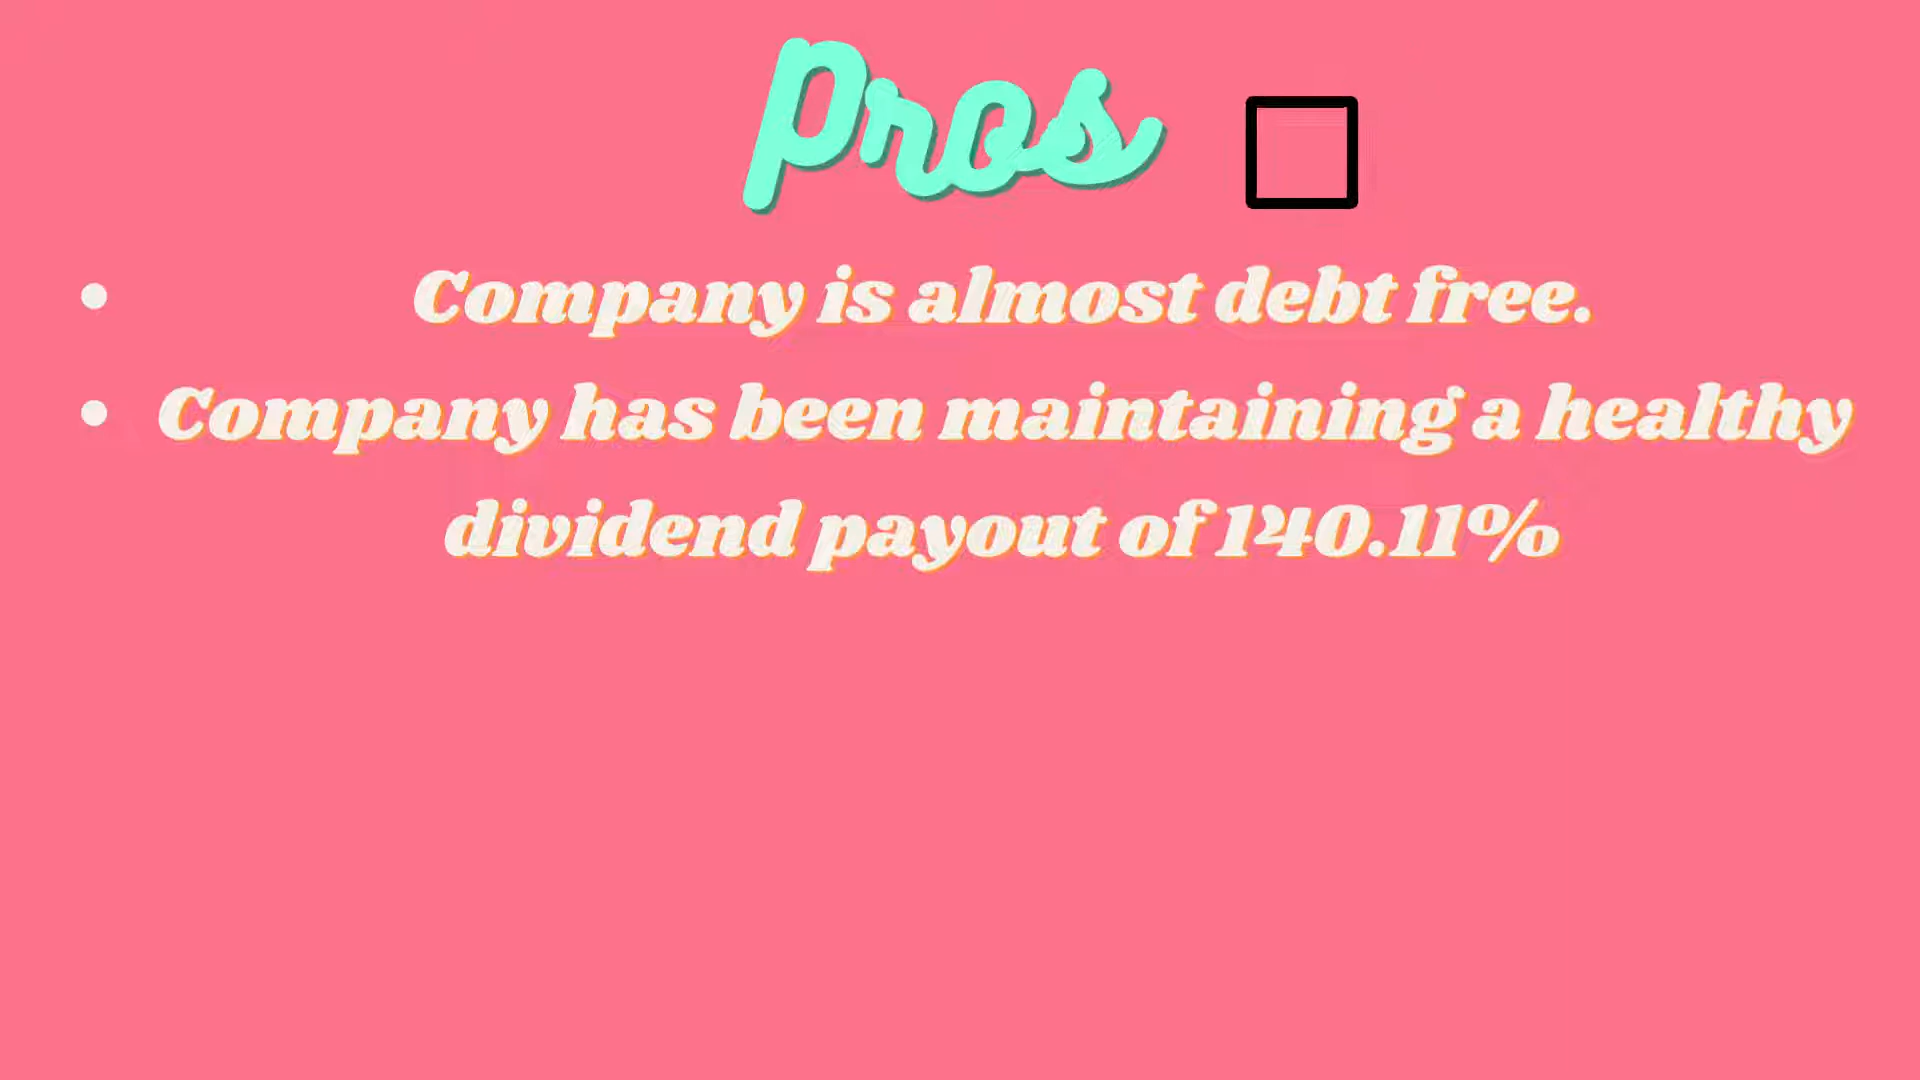 Pros
Company is almost debt free.
Company has been maintaining a healthy
dividend payout of 140.11%